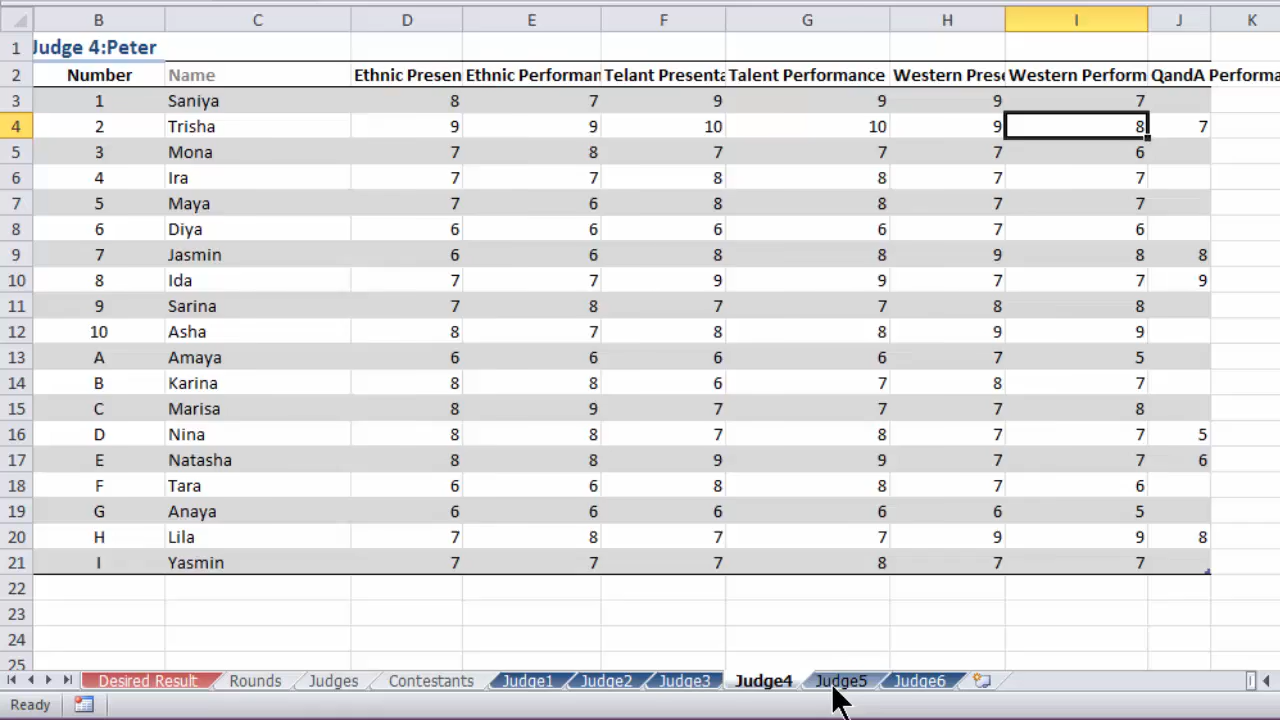 B C D E F G H I J K
1 Judge 4:Peter
2 Number Name Ethnic Presen Ethnic Performan Telant Presenta Talent Performance Western Prese Western Perform QandA Performa
3 1 Saniya 8 7 9 9 9 7
4 2 Trisha 9 9 10 10 9 8 7
5 3 Mona 7 8 7 7 7 6
6 4 Ira 7 7 8 8 7 7
7 5 Maya 7 6 8 8 7 7
8 6 Diya 6 6 6 6 7 6
9 7 Jasmin 6 6 8 8 9 8 8
10 8 Ida 7 7 9 9 7 7 9
11 9 Sarina 7 8 7 7 8 8
12 10 Asha 8 7 8 8 9 9
13 A Amaya 6 6 6 6 7 5
14 B Karina 8 8 6 7 8 7
15 C Marisa 8 9 7 7 7 8
16 D Nina 8 8 7 8 7 7 5
17 E Natasha 8 8 9 9 7 7 6
18 F Tara 6 6 8 8 7 6
19 G Anaya 6 6 6 6 6 5
20 H Lila 7 8 7 7 9 9 8
21 I Yasmin 7 7 7 8 7 7
22
23
24
25
Desired Result Rounds Judges Contestants Judge1 Judge2 Judge3 Judge4 Judge5 Judge6
Ready